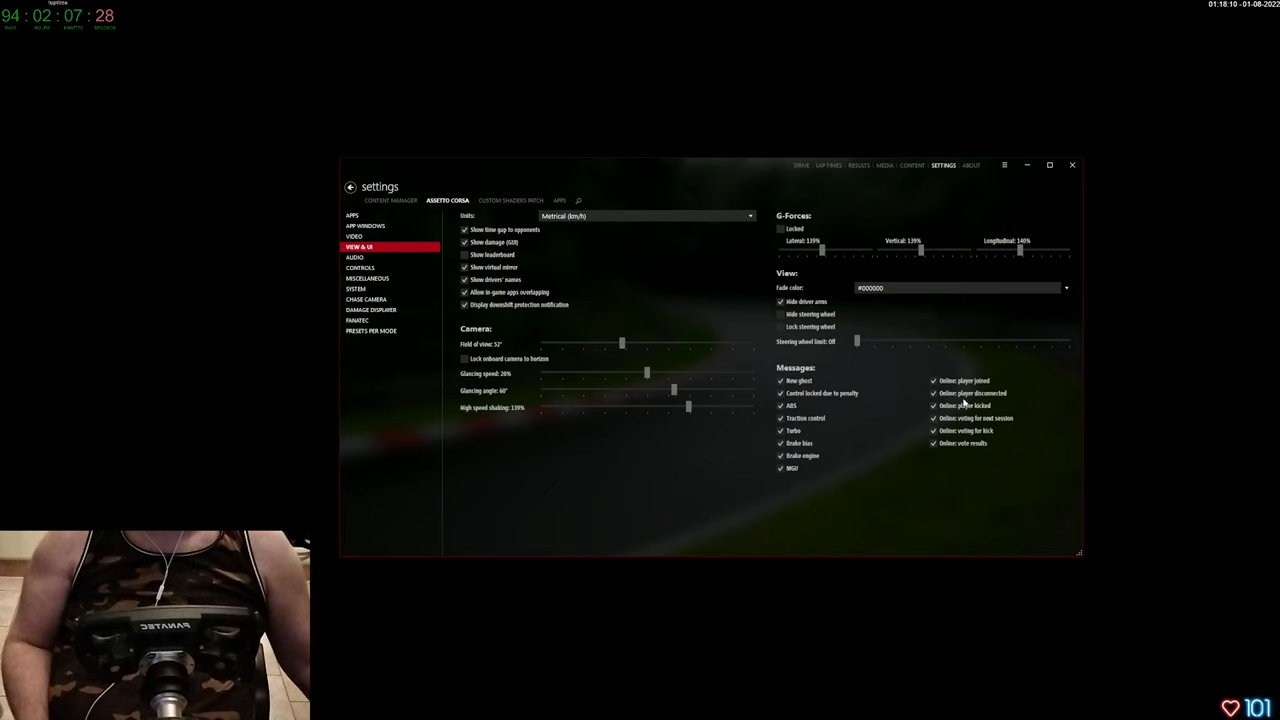 94 : 02 : 07 : 28
DAYS HOURS MINUTES SECONDS
01:18:10 - 01-08-2022
DRIVE | LAP TIMES | RESULTS | MEDIA | CONTENT | SETTINGS | ABOUT
settings
CONTENT MANAGER ASSETTO CORSA CUSTOM SHADERS PATCH APPS
APPS
APP WINDOWS
VIDEO
VIEW & UI
AUDIO
CONTROLS
MISCELLANEOUS
SYSTEM
CHASE CAMERA
DAMAGE DISPLAYER
FANATEC
PRESETS PER MODE
Units: Metrical (km/h)
Show time gap to opponents
Show damage (GUI)
Show leaderboard
Show virtual mirror
Show drivers' names
Allow in-game apps overlapping
Display downshift protection notification
Camera:
Field of view: 52°
Lock onboard camera to horizon
Glancing speed: 20%
Glancing angle: 60°
High speed shaking: 139%
G-Forces:
Locked
Lateral: 139% Vertical: 139% Longitudinal: 140%
View:
Fade color: #000000
Hide driver arms
Hide steering wheel
Lock steering wheel
Steering wheel limit: Off
Messages:
New ghost
Control locked due to penalty
ABS
Traction control
Turbo
Brake bias
Brake engine
MGU
Online: player joined
Online: player disconnected
Online: player kicked
Online: voting for next session
Online: voting for kick
Online: vote results
FANATEC
101